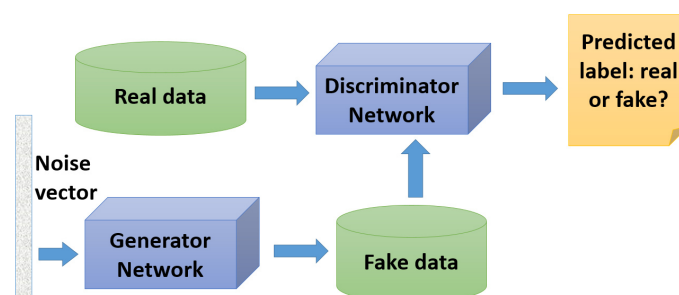 Real data
Discriminator
Network
Predicted
label: real
or fake?
Noise
vector
Generator
Network
Fake data